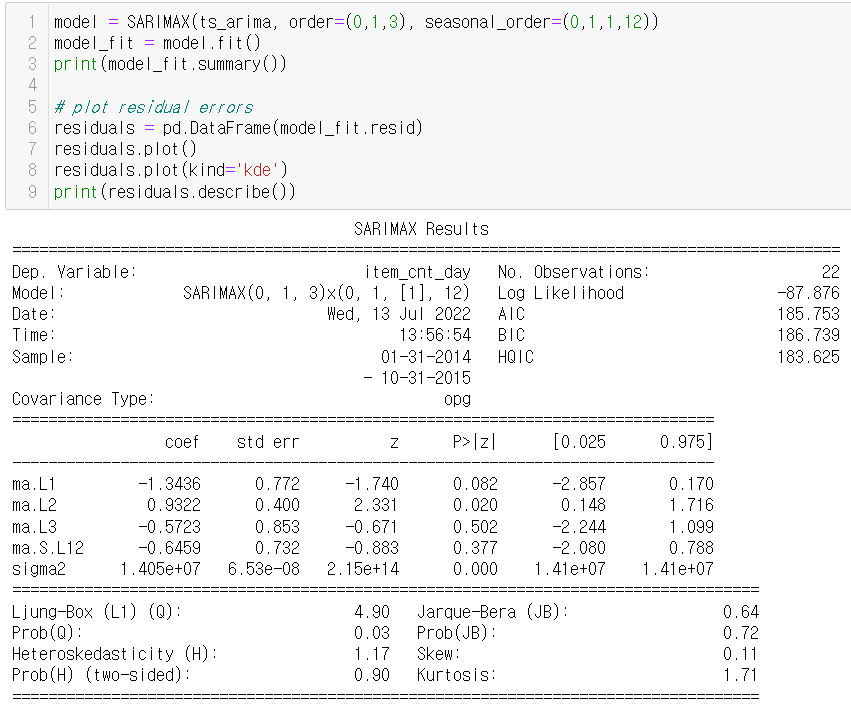 1 model = SARIMAX(ts_arima, order=(0,1,3), seasonal_order=(0,1,1,12))
2 model_fit = model.fit()
3 print(model_fit.summary())
4
5 # plot residual errors
6 residuals = pd.DataFrame(model_fit.resid)
7 residuals.plot()
8 residuals.plot(kind='kde')
9 print(residuals.describe())
SARIMAX Results
==============================================================================================
Dep. Variable: item_cnt_day No. Observations: 22
Model: SARIMAX(0, 1, 3)x(0, 1, [1], 12) Log Likelihood -87.876
Date: Wed, 13 Jul 2022 AIC 185.753
Time: 13:56:54 BIC 186.739
Sample: 01-31-2014 HQIC 183.625
- 10-31-2015
Covariance Type: opg
==============================================================================
coef std err z P>|z| [0.025 0.975]
------------------------------------------------------------------------------
ma.L1 -1.3436 0.772 -1.740 0.082 -2.857 0.170
ma.L2 0.9322 0.400 2.331 0.020 0.148 1.716
ma.L3 -0.5723 0.853 -0.671 0.502 -2.244 1.099
ma.S.L12 -0.6459 0.732 -0.883 0.377 -2.080 0.788
sigma2 1.405e+07 6.53e-08 2.15e+14 0.000 1.41e+07 1.41e+07
===================================================================================
Ljung-Box (L1) (Q): 4.90 Jarque-Bera (JB): 0.64
Prob(Q): 0.03 Prob(JB): 0.72
Heteroskedasticity (H): 1.17 Skew: 0.11
Prob(H) (two-sided): 0.90 Kurtosis: 1.71
===================================================================================